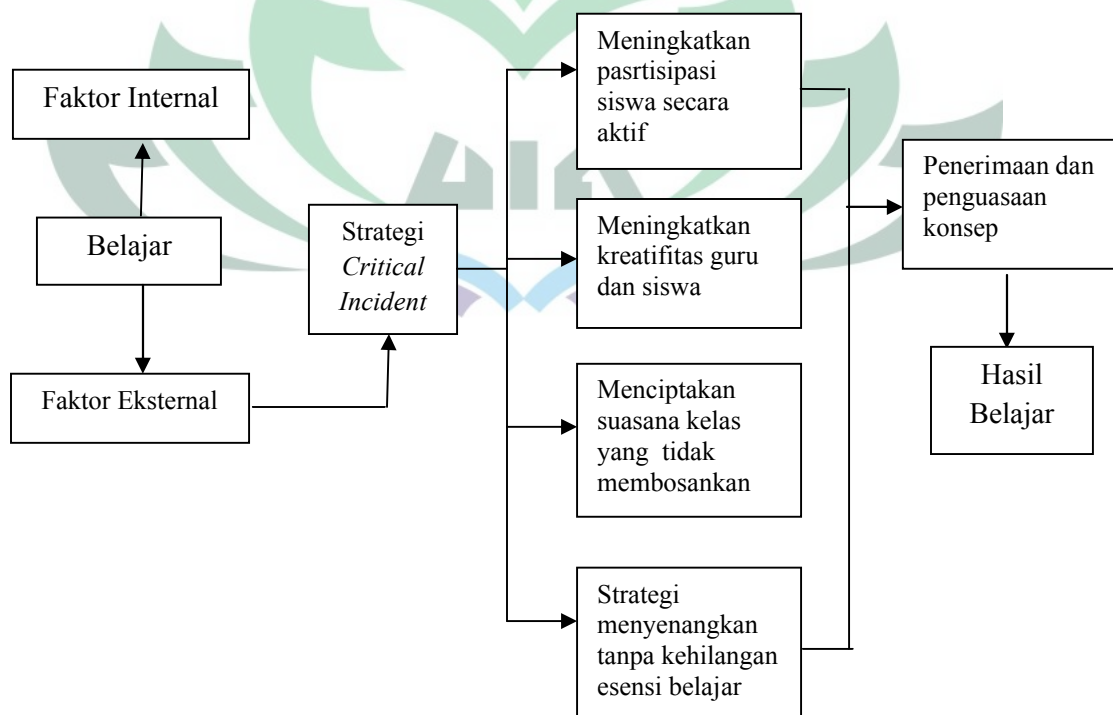 Faktor Internal
Belajar
Faktor Eksternal
Strategi
Critical
Incident
Meningkatkan
pasrtisipasi
siswa secara
aktif
Meningkatkan
kreatifitas guru
dan siswa
Menciptakan
suasana kelas
yang tidak
membosankan
Strategi
menyenangkan
tanpa kehilangan
esensi belajar
Penerimaan dan
penguasaan
konsep
Hasil
Belajar